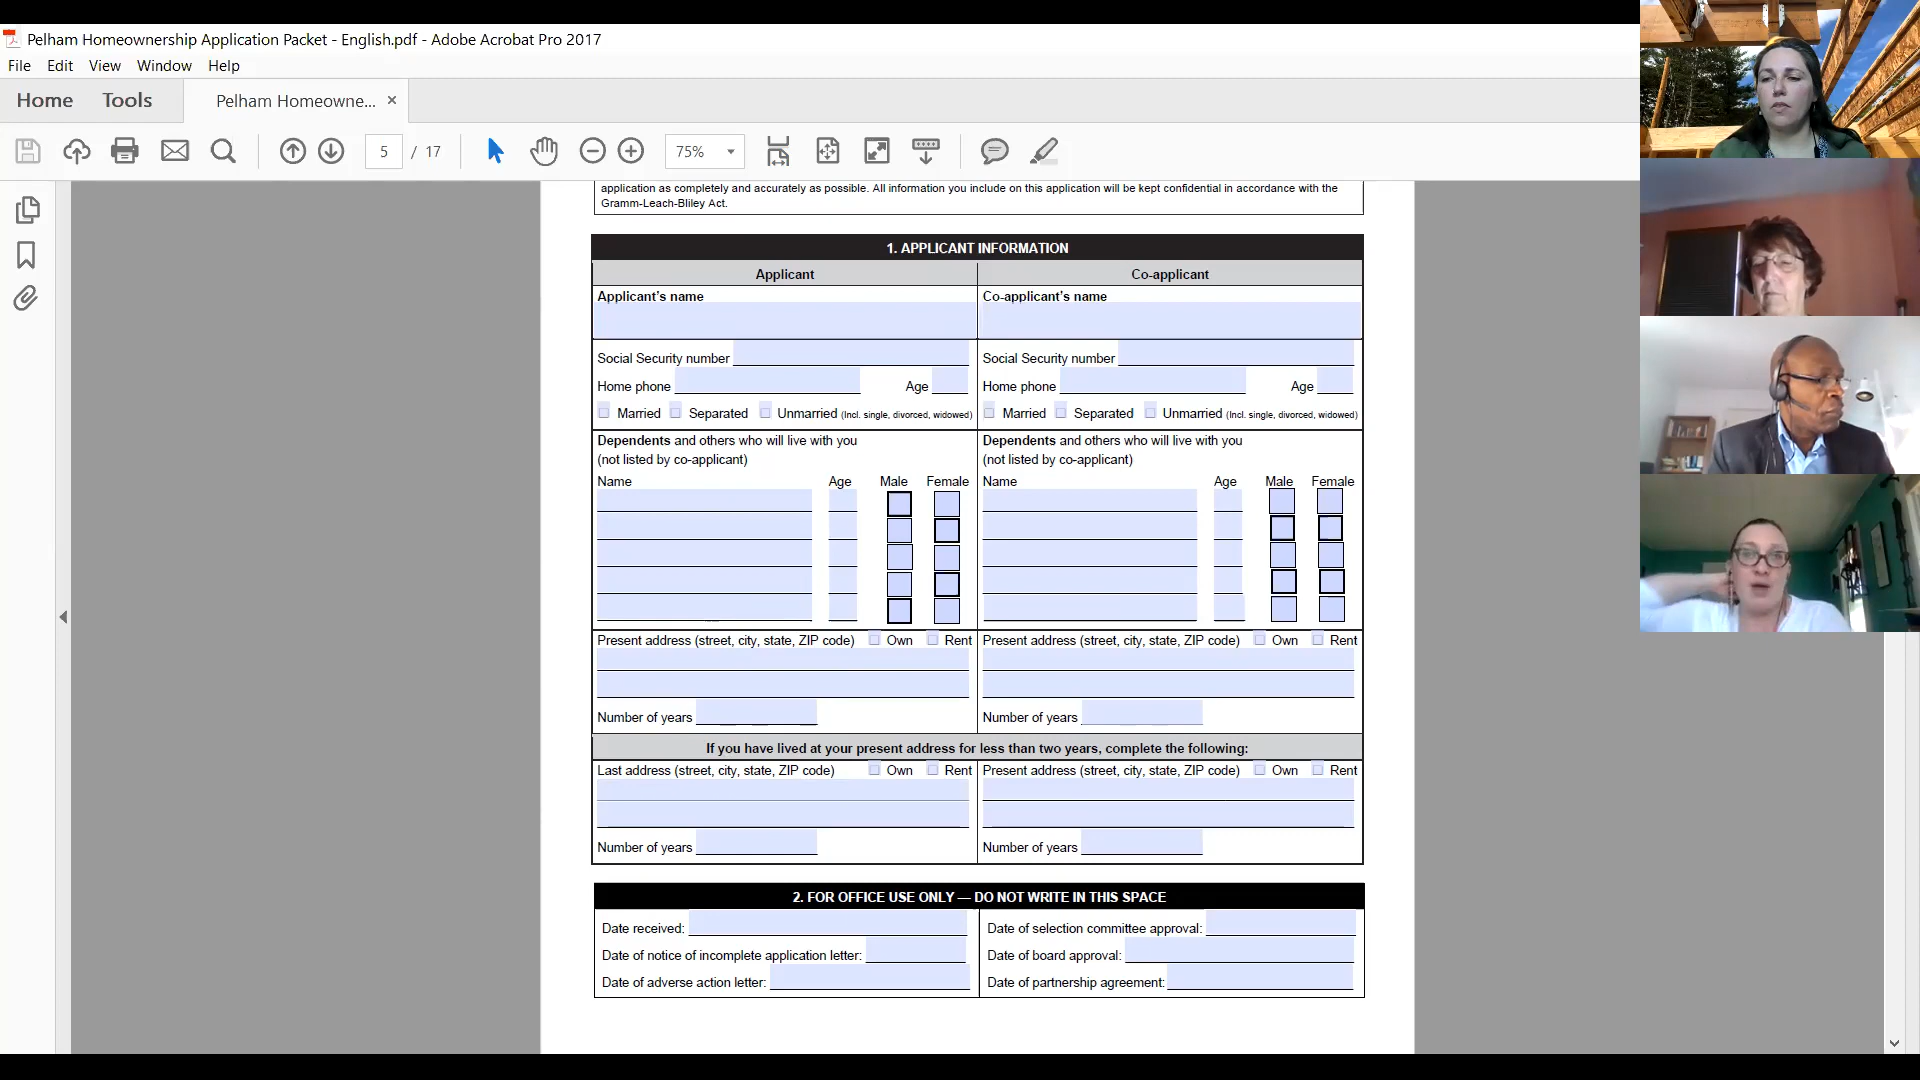 Pelham Homeownership Application Packet - English.pdf - Adobe Acrobat Pro 2017
File Edit View Window Help
Home Tools Pelham Homeowne... ×
5 / 17 75%
application as completely and accurately as possible. All information you include on this application will be kept confidential in accordance with the
Gramm-Leach-Bliley Act.
1. APPLICANT INFORMATION
Applicant Co-applicant
Applicant's name Co-applicant's name
Social Security number Social Security number
Home phone Age Home phone Age
Married Separated Unmarried (Incl. single, divorced, widowed) Married Separated Unmarried (Incl. single, divorced, widowed)
Dependents and others who will live with you Dependents and others who will live with you
(not listed by co-applicant) (not listed by co-applicant)
Name Age Male Female Name Age Male Female
Present address (street, city, state, ZIP code) Own Rent Present address (street, city, state, ZIP code) Own Rent
Number of years Number of years
If you have lived at your present address for less than two years, complete the following:
Last address (street, city, state, ZIP code) Own Rent Present address (street, city, state, ZIP code) Own Rent
Number of years Number of years
2. FOR OFFICE USE ONLY — DO NOT WRITE IN THIS SPACE
Date received: Date of selection committee approval:
Date of notice of incomplete application letter: Date of board approval:
Date of adverse action letter: Date of partnership agreement: